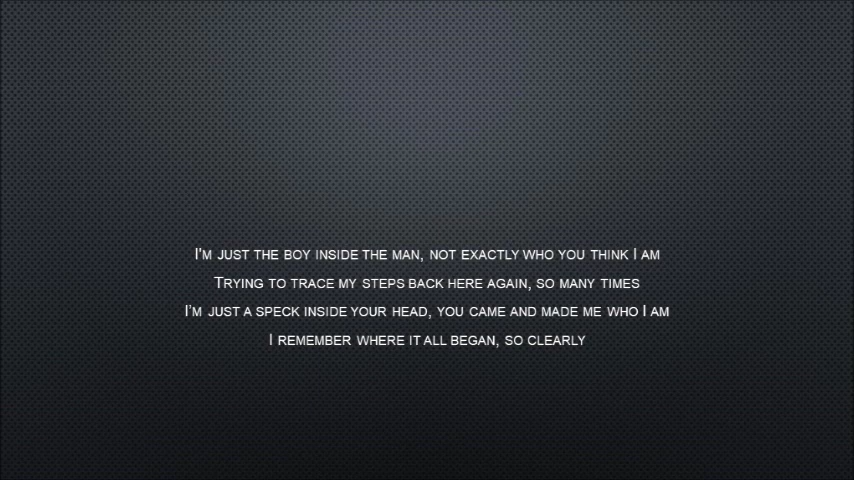 I'm just the boy inside the man, not exactly who you think I am
Trying to trace my steps back here again, so many times
I'm just a speck inside your head, you came and made me who I am
I remember where it all began, so clearly